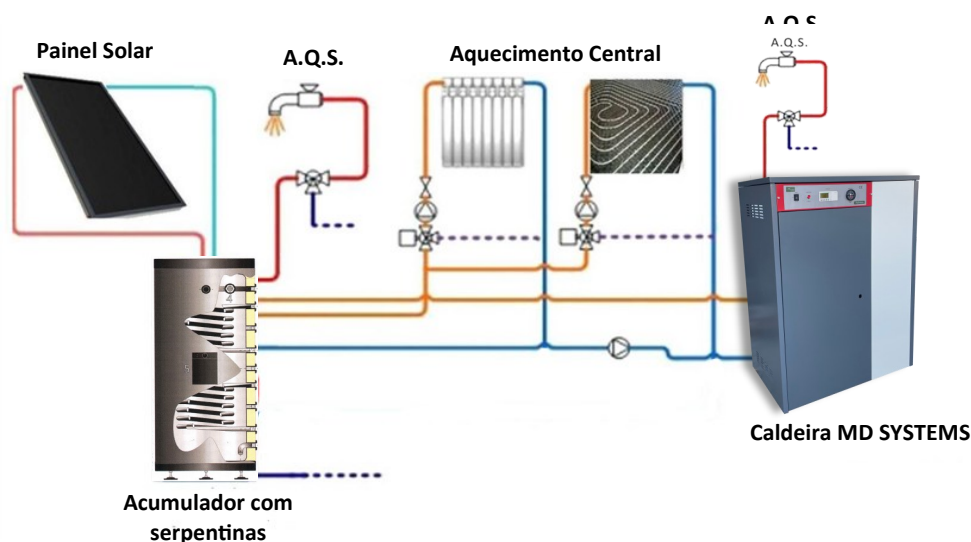 A.Q.S.
Painel Solar
A.Q.S.
Aquecimento Central
A.Q.S.
Caldeira MD SYSTEMS
Acumulador com
serpentinas